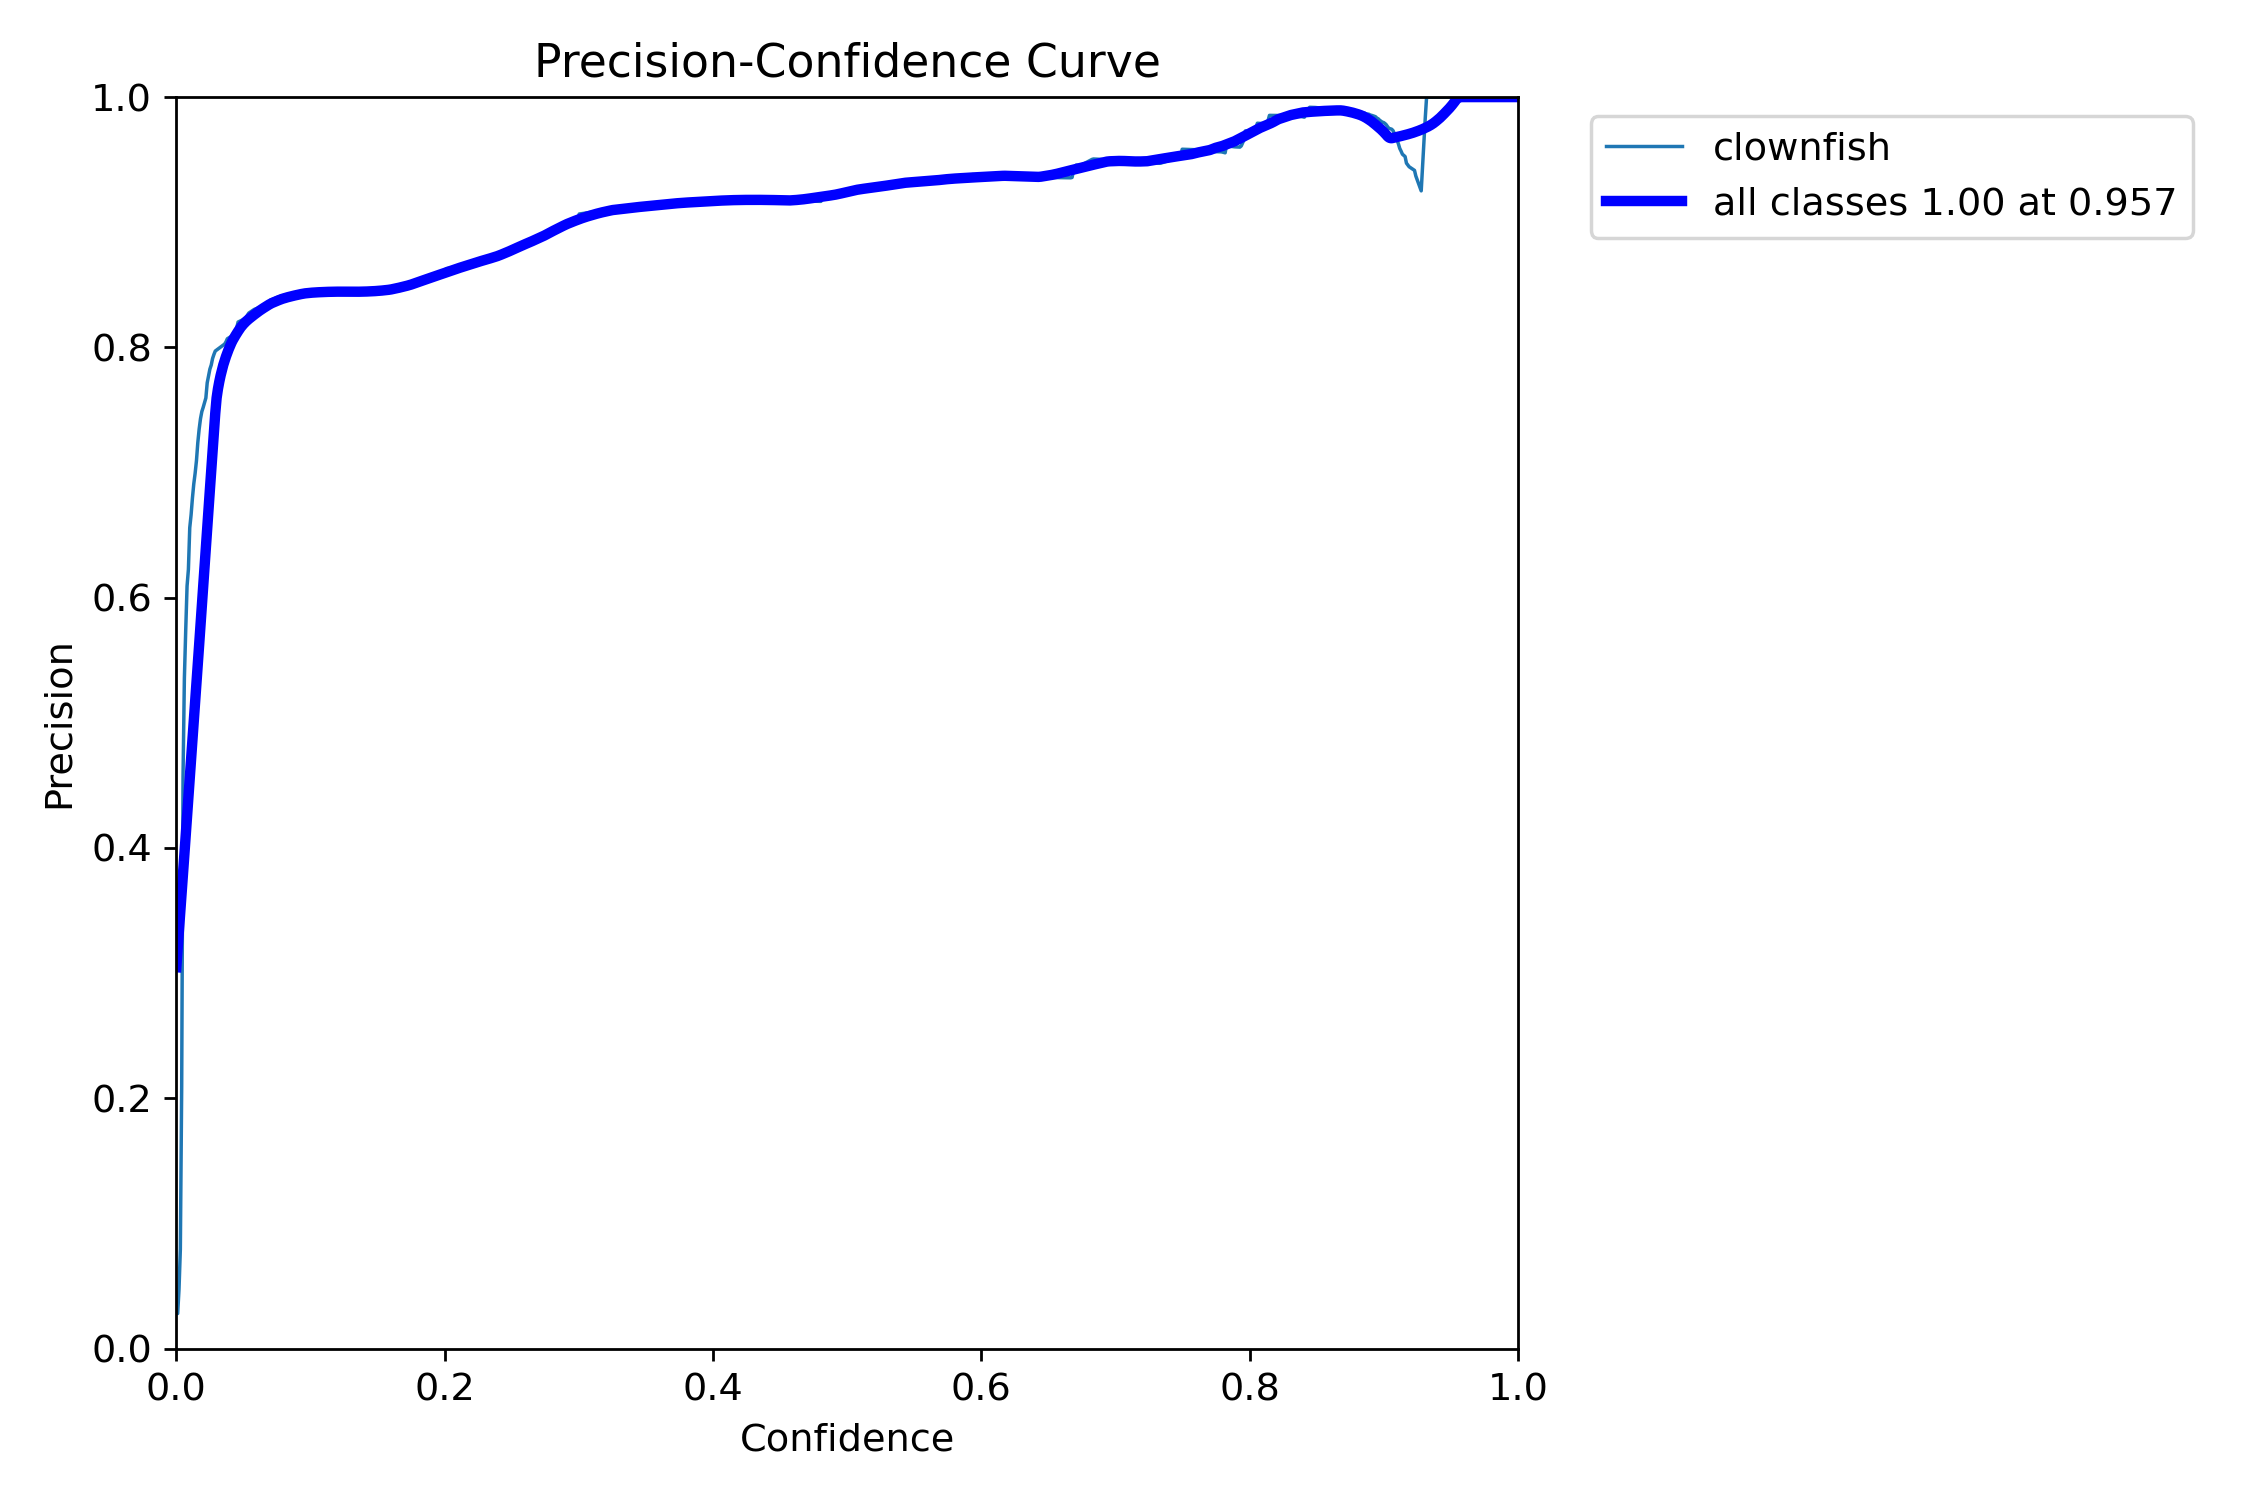 Precision-Confidence Curve
1.0
0.8
0.6
0.4
0.2
0.0
Precision
0.0 0.2 0.4 0.6 0.8 1.0
Confidence
clownfish
all classes 1.00 at 0.957